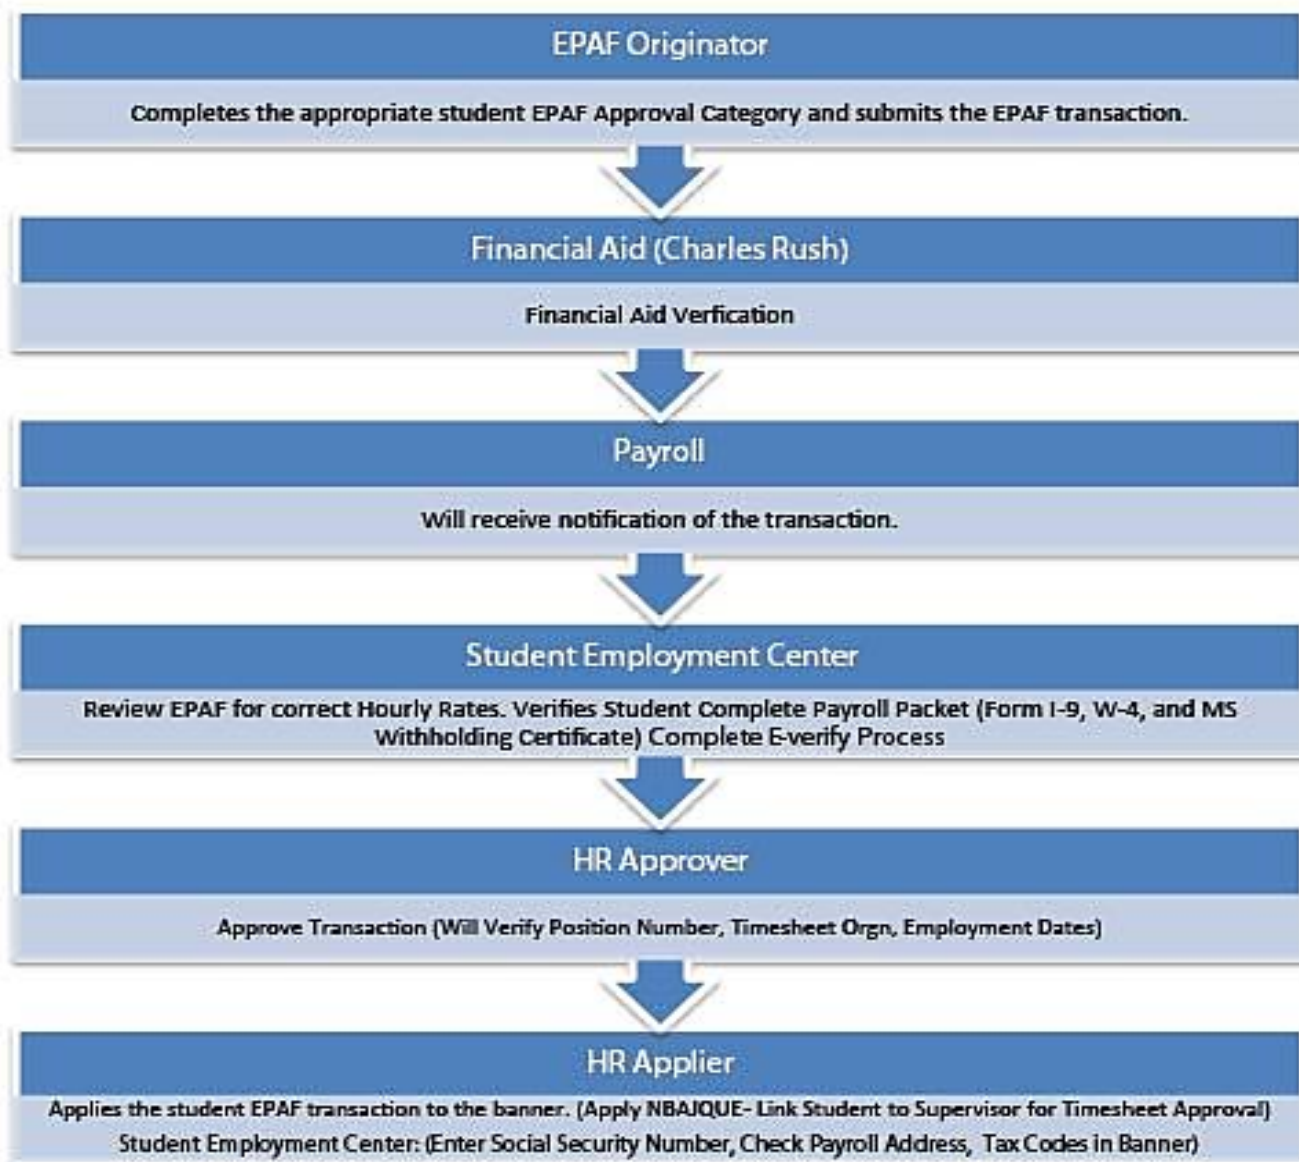 EPAF Originator
Completes the appropriate student EPAF Approval Category and submits the EPAF transaction.
Financial Aid (Charles Rush)
Financial Aid Verfication
Payroll
Will receive notification of the transaction.
Student Employment Center
Review EPAF for correct Hourly Rates. Verifies Student Complete Payroll Packet (Form I-9, W-4, and MS
Withholding Certificate) Complete E-verify Process
HR Approver
Approve Transaction (Will Verify Position Number, Timesheet Orgn, Employment Dates)
HR Applier
Applies the student EPAF transaction to the banner. (Apply NBAJQUE- Link Student to Supervisor for Timesheet Approval)
Student Employment Center: (Enter Social Security Number, Check Payroll Address, Tax Codes in Banner)